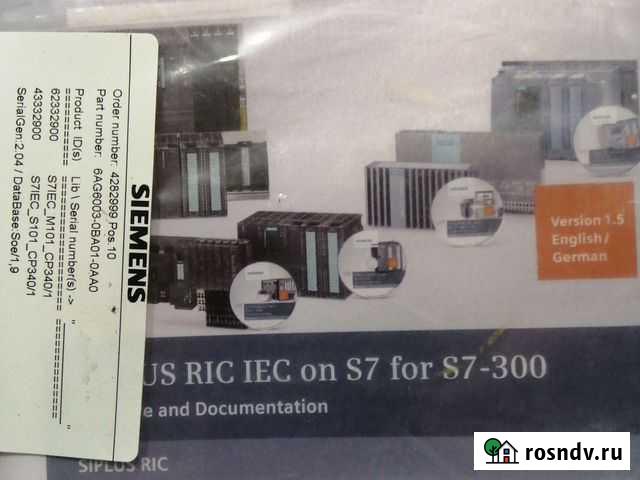 SIEMENS
Order number: 4282999 Pos:10
Part number: 6AG6003-0BA01-0AA0
Product ID(s) Lib \ Serial number(s) ->
62332900 S7IEC_M101_CP340/1
43332900 S7IEC_S101_CP340/1
SerialGen:2.04 / DataBase:Soe/1,9
Version 1.5
English/
German
US RIC IEC on S7 for S7-300
e and Documentation
SIPLUS RIC
rosndv.ru